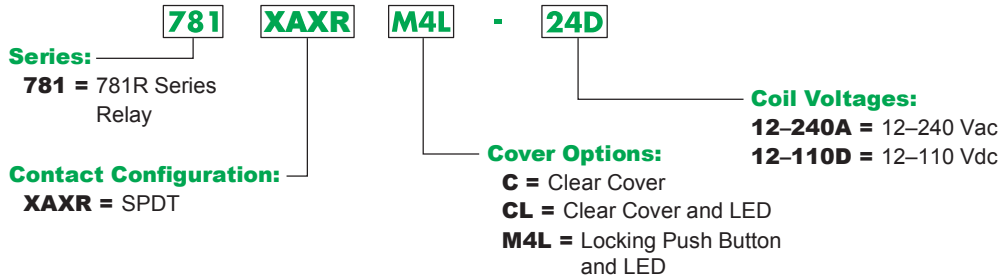 781 XAXR M4L - 24D
Series:
781 = 781R Series
Relay
Contact Configuration:
XAXR = SPDT
Cover Options:
C = Clear Cover
CL = Clear Cover and LED
M4L = Locking Push Button
and LED
Coil Voltages:
12–240A = 12–240 Vac
12–110D = 12–110 Vdc